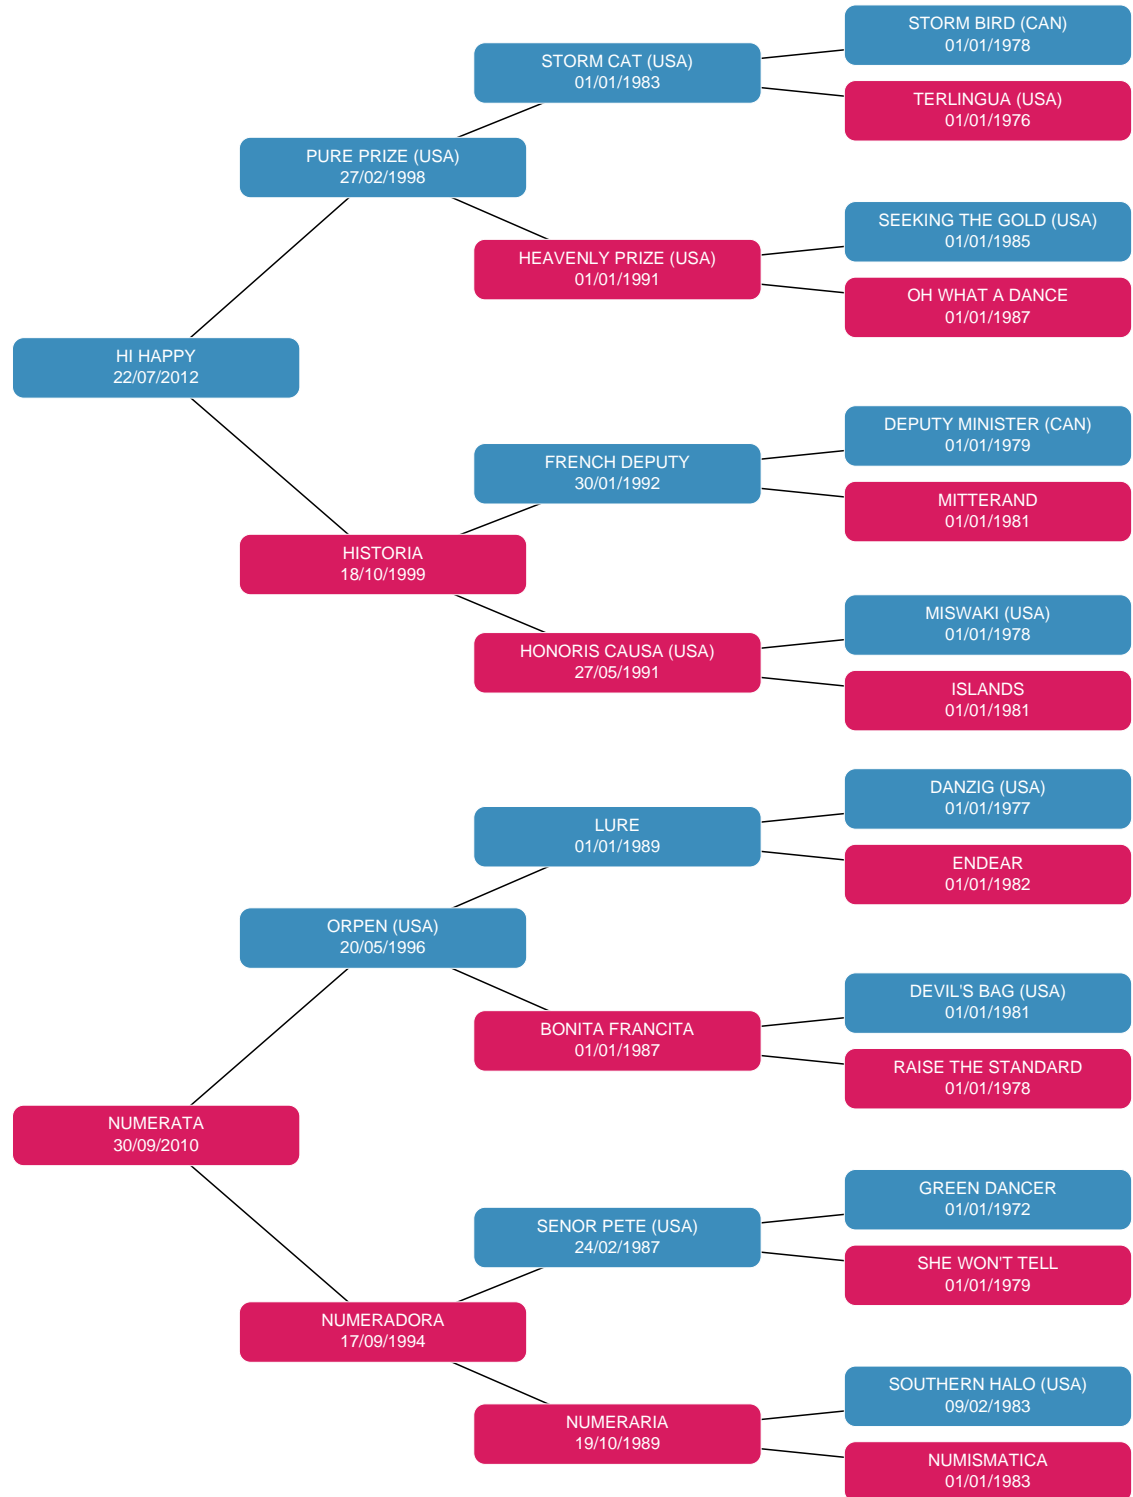 STORM BIRD (CAN)
01/01/1978
STORM CAT (USA)
01/01/1983
TERLINGUA (USA)
01/01/1976
PURE PRIZE (USA)
27/02/1998
SEEKING THE GOLD (USA)
01/01/1985
HEAVENLY PRIZE (USA)
01/01/1991
OH WHAT A DANCE
01/01/1987
HI HAPPY
22/07/2012
DEPUTY MINISTER (CAN)
01/01/1979
FRENCH DEPUTY
30/01/1992
MITTERAND
01/01/1981
HISTORIA
18/10/1999
MISWAKI (USA)
01/01/1978
HONORIS CAUSA (USA)
27/05/1991
ISLANDS
01/01/1981
DANZIG (USA)
01/01/1977
LURE
01/01/1989
ENDEAR
01/01/1982
ORPEN (USA)
20/05/1996
DEVIL'S BAG (USA)
01/01/1981
BONITA FRANCITA
01/01/1987
RAISE THE STANDARD
01/01/1978
NUMERATA
30/09/2010
GREEN DANCER
01/01/1972
SENOR PETE (USA)
24/02/1987
SHE WON'T TELL
01/01/1979
NUMERADORA
17/09/1994
SOUTHERN HALO (USA)
09/02/1983
NUMERARIA
19/10/1989
NUMISMATICA
01/01/1983